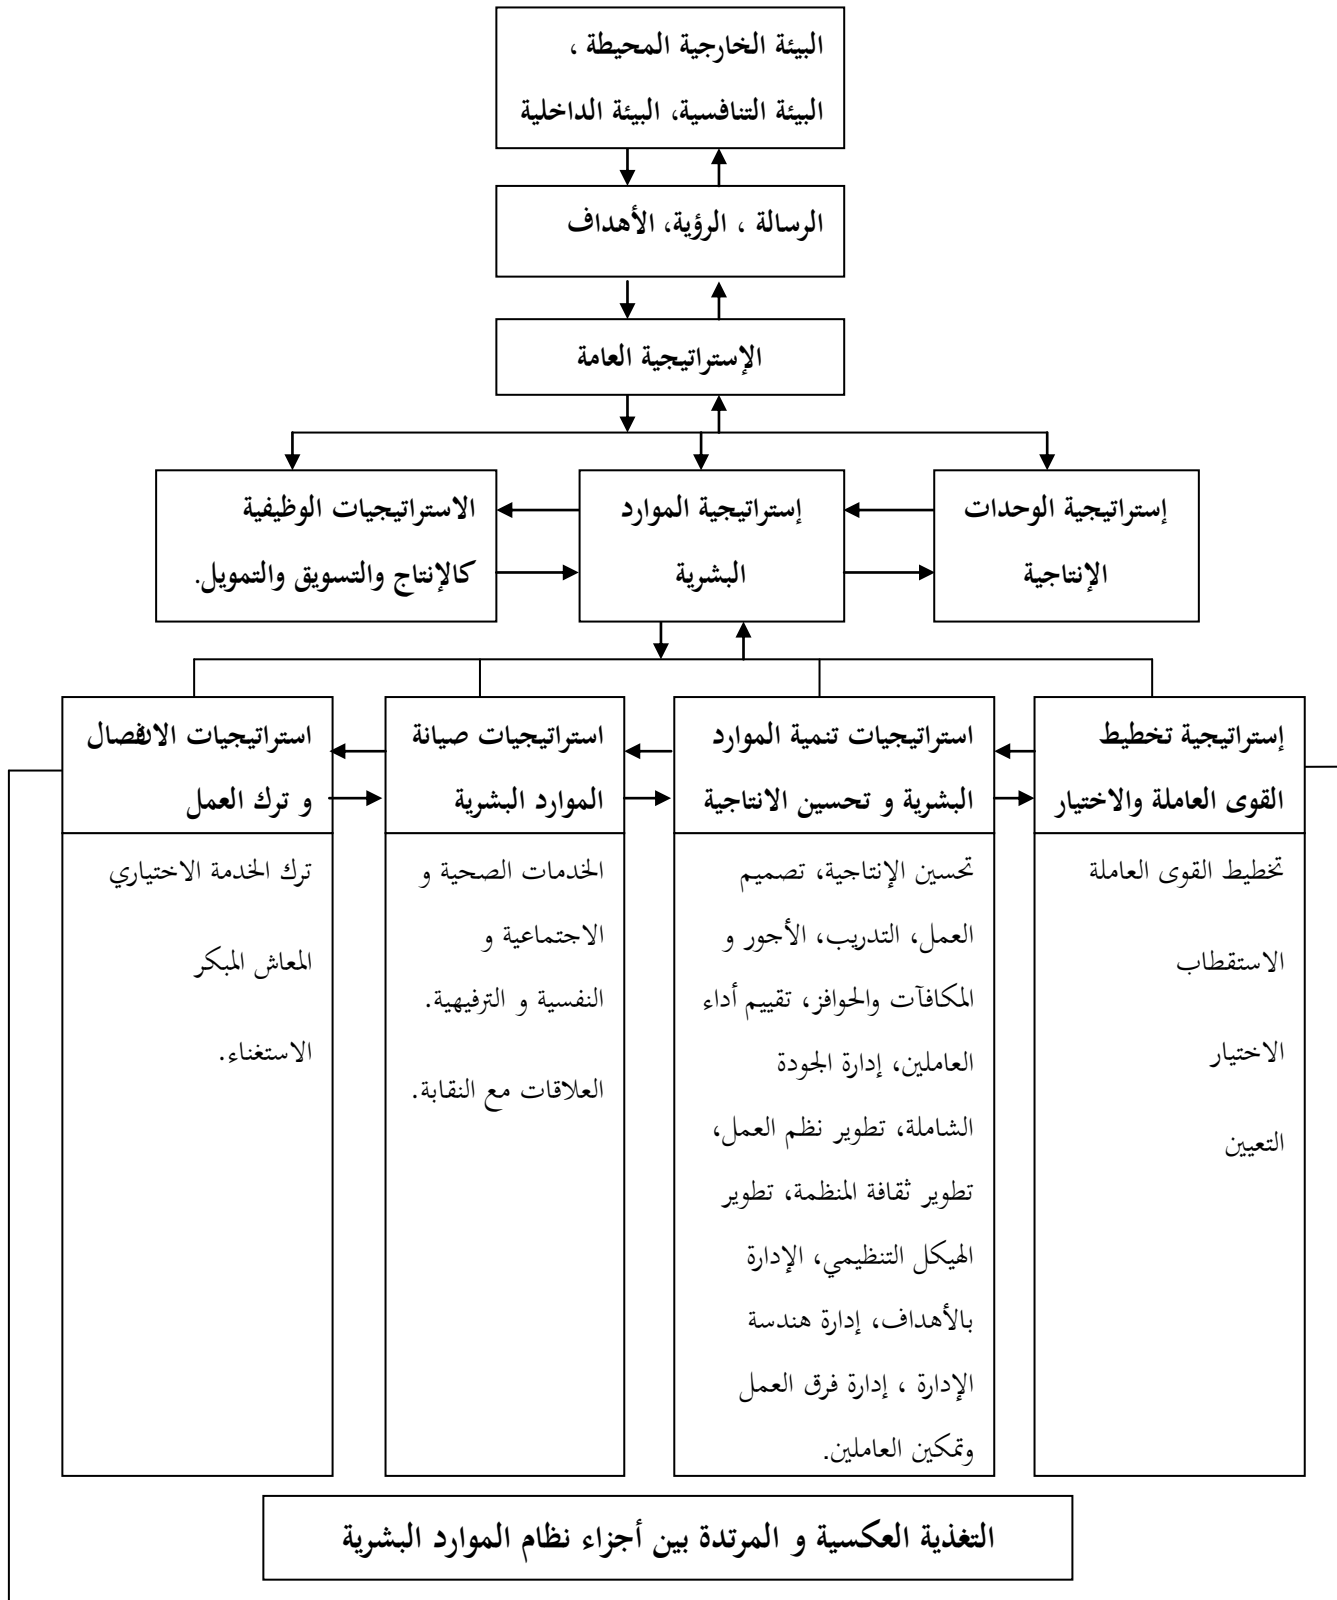 البيئة الخارجية المحيطة ،
البيئة التنافسية، البيئة الداخلية
الرسالة ، الرؤية، الأهداف
الإستراتيجية العامة
إستراتيجية الوحدات
الإنتاجية
إستراتيجية الموارد
البشرية
الاستراتيجيات الوظيفية
كالإنتاج والتسويق والتمويل.
إستراتيجية تخطيط
القوى العاملة والاختيار
تخطيط القوى العاملة
الاستقطاب
الاختيار
التعيين
استراتيجيات تنمية الموارد
البشرية و تحسين الانتاجية
تحسين الإنتاجية، تصميم
العمل، التدريب، الأجور و
المكافآت والحوافز، تقييم أداء
العاملين، إدارة الجودة
الشاملة، تطوير نظم العمل،
تطوير ثقافة المنظمة، تطوير
الهيكل التنظيمي، الإدارة
بالأهداف، إدارة هندسة
الإدارة ، إدارة فرق العمل
وتمكين العاملين.
استراتيجيات صيانة
الموارد البشرية
الخدمات الصحية و
الاجتماعية و
النفسية و الترفيهية.
العلاقات مع النقابة.
استراتيجيات الانفصال
و ترك العمل
ترك الخدمة الاختياري
المعاش المبكر
الاستغناء.
التغذية العكسية و المرتدة بين أجزاء نظام الموارد البشرية